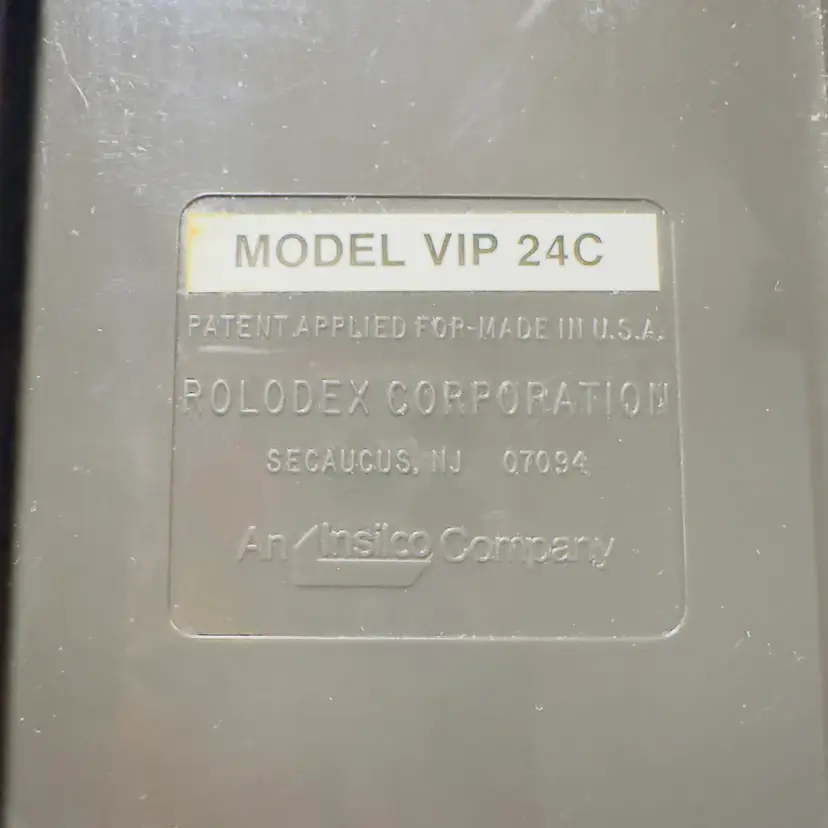 MODEL VIP 24C
PATENT APPLIED FOR-MADE IN U.S.A.
ROLODEX CORPORATION
SECAUCUS, NJ 07094
An Insilco Company